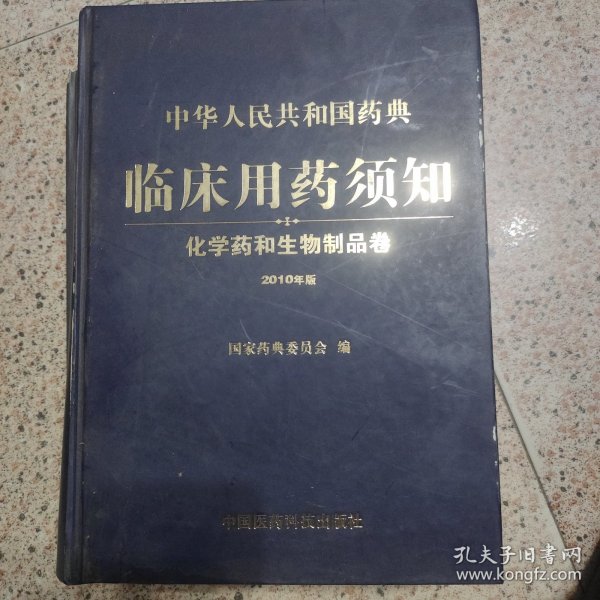 中华人民共和国药典
临床用药须知
I
化学药和生物制品卷
2010年版
国家药典委员会 编
中国医药科技出版社
孔夫子旧书网
www.kongfz.com